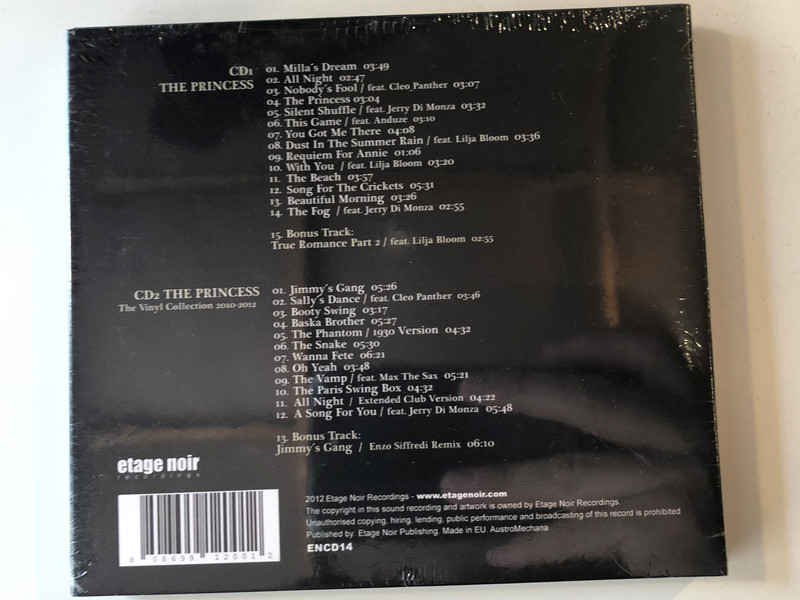 CD1
THE PRINCESS
01. Milla's Dream 03:49
02. All Night 02:47
03. Nobody's Fool / feat. Cleo Panther 03:07
04. The Princess 03:04
05. Silent Shuffle / feat. Jerry Di Monza 03:32
06. This Game / feat. Anduze 03:10
07. You Got Me There 04:08
08. Dust In The Summer Rain / feat. Lilja Bloom 03:36
09. Requiem For Annie 01:06
10. With You / feat. Lilja Bloom 03:20
11. The Beach 03:57
12. Song For The Crickets 05:31
13. Beautiful Morning 03:26
14. The Fog / feat. Jerry Di Monza 02:55
15. Bonus Track:
True Romance Part 2 / feat. Lilja Bloom 02:55
CD2 THE PRINCESS
The Vinyl Collection 2010-2012
01. Jimmy's Gang 05:26
02. Sally's Dance / feat. Cleo Panther 03:46
03. Booty Swing 03:17
04. Baska Brother 05:27
05. The Phantom / 1930 Version 04:32
06. The Snake 05:30
07. Wanna Fete 06:21
08. Oh Yeah 03:48
09. The Vamp / feat. Max The Sax 05:21
10. The Paris Swing Box 04:32
11. All Night / Extended Club Version 04:22
12. A Song For You / feat. Jerry Di Monza 05:48
13. Bonus Track:
Jimmy's Gang / Enzo Siffredi Remix 06:10
etage noir
recordings
8 08699 12001 2
2012 Etage Noir Recordings - www.etagenoir.com
The copyright in this sound recording and artwork is owned by Etage Noir Recordings.
Unauthorised copying, hiring, lending, public performance and broadcasting of this record is prohibited
Published by: Etage Noir Publishing. Made in EU. AustroMechana
ENCD14